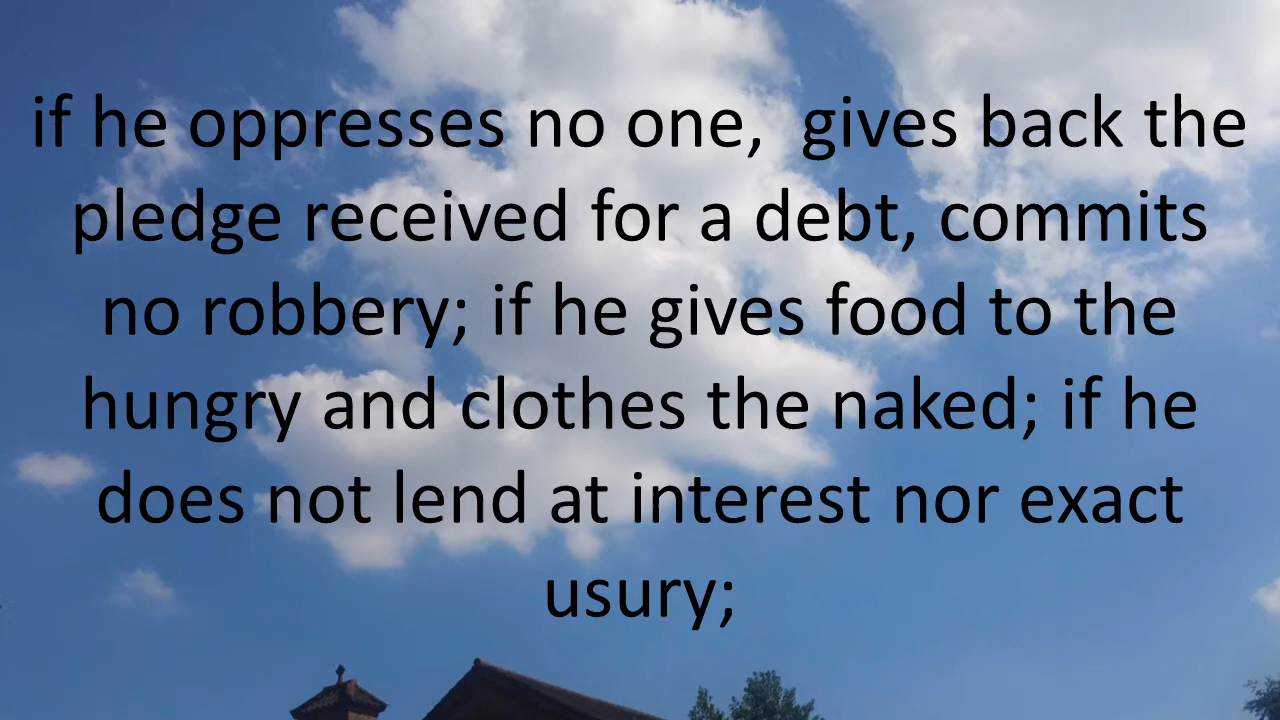 if he oppresses no one,  gives back the
pledge received for a debt, commits
no robbery; if he gives food to the
hungry and clothes the naked; if he
does not lend at interest nor exact
usury;